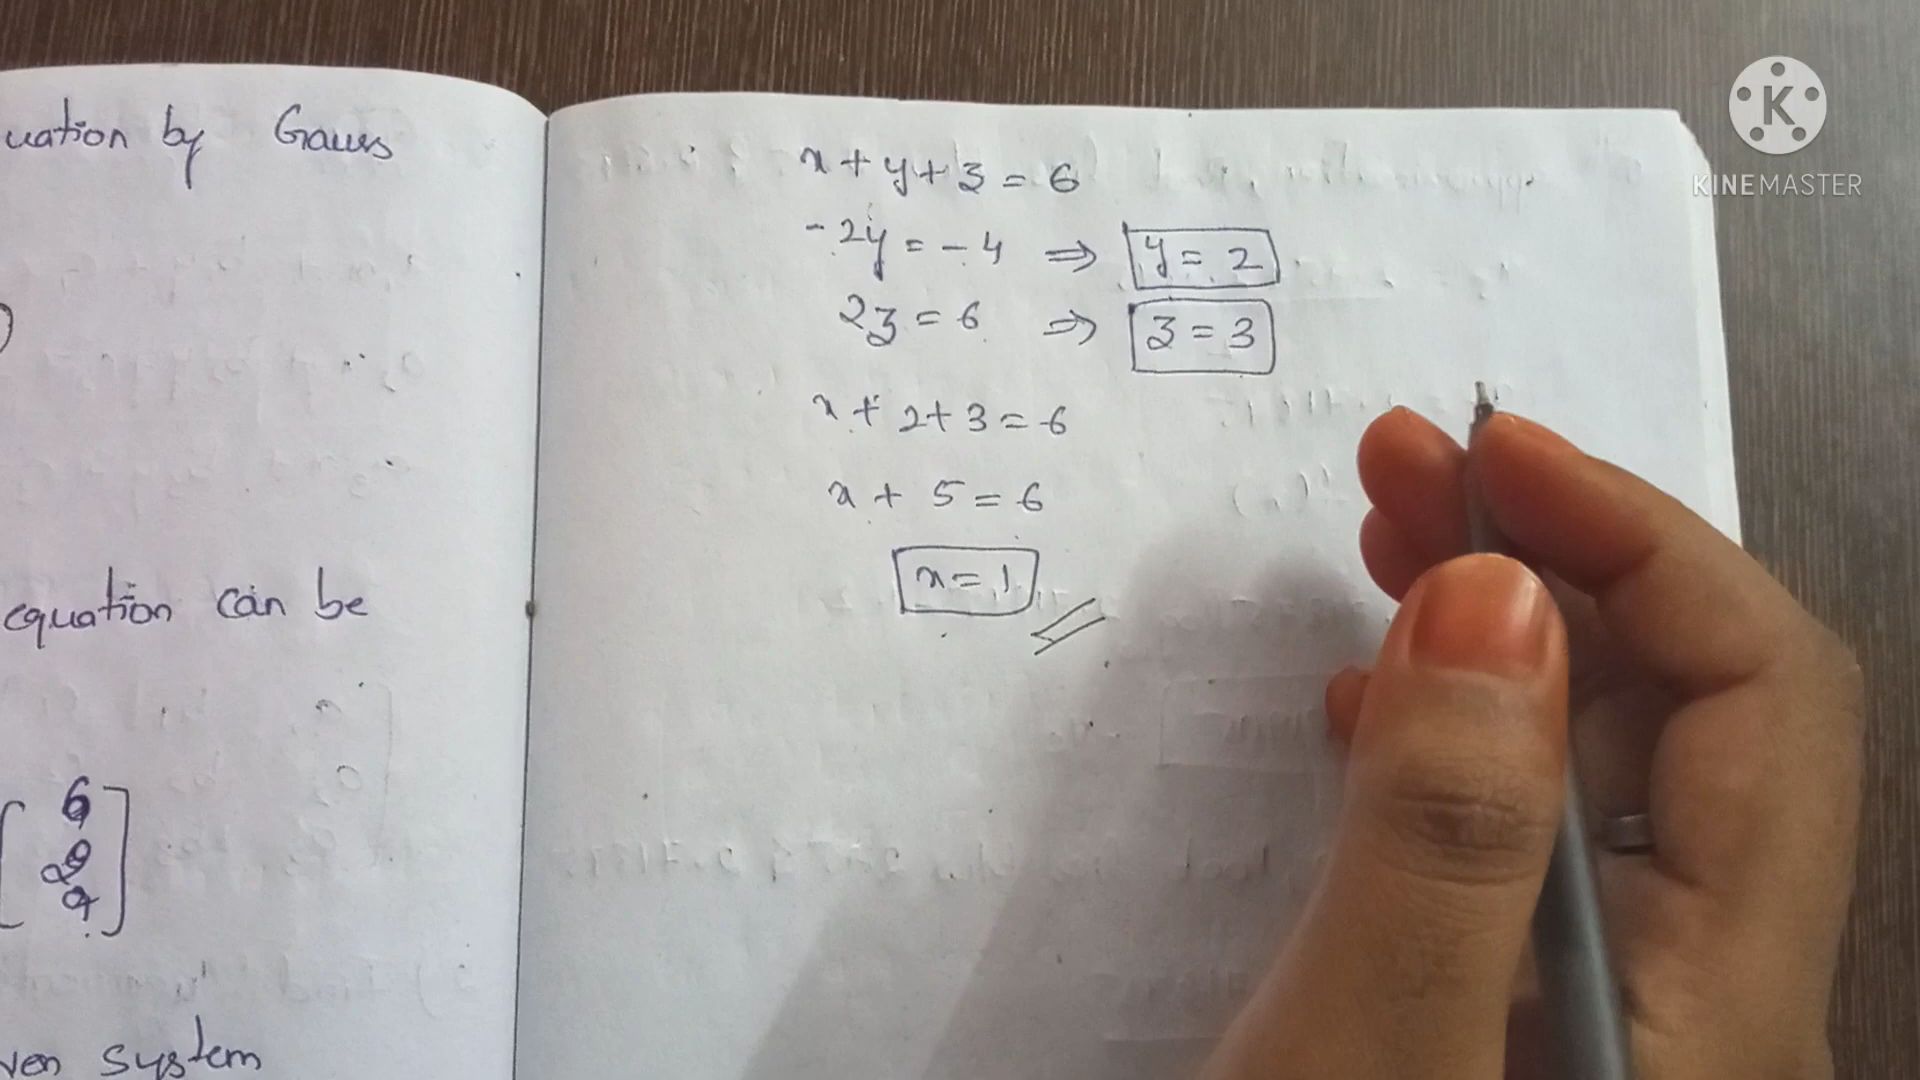 uation by Gauss
equation can be
6
2
ven system
x + y + z = 6
- 2y = - 4 ⇒ y = 2
2z = 6 ⇒ z = 3
x + 2 + 3 = 6
x + 5 = 6
x = 1
K
KINEMASTER